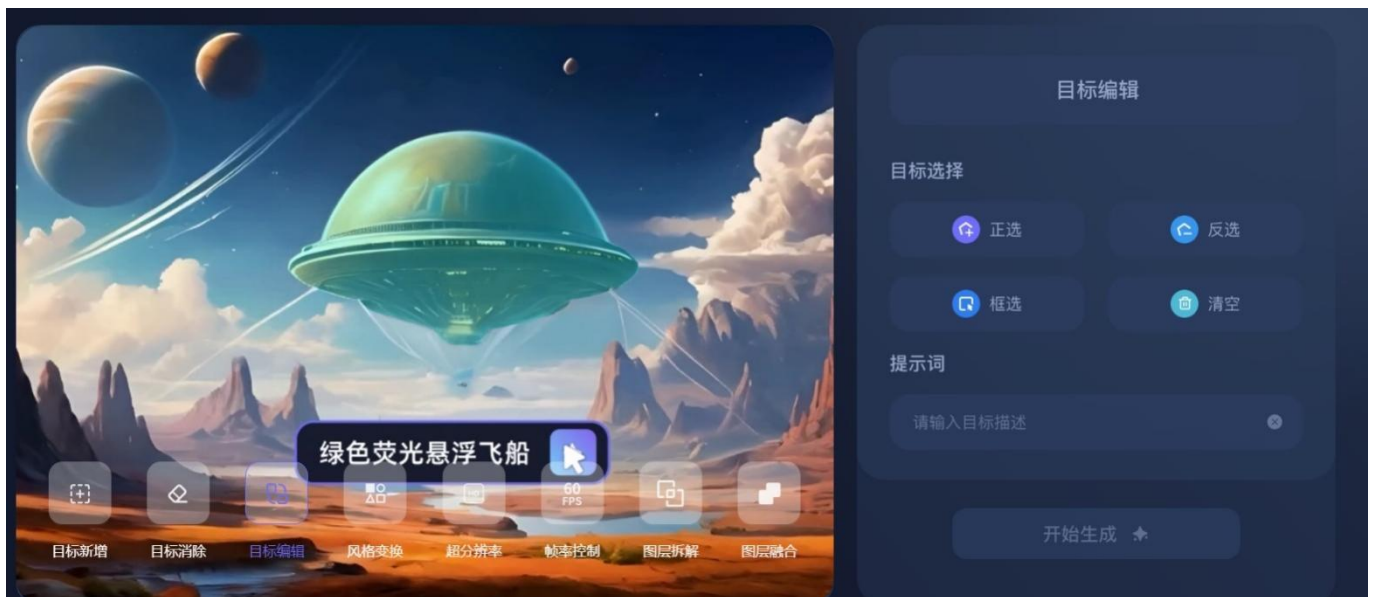 绿色荧光悬浮飞船
60
FPS
目标新增
目标消除
目标编辑
风格变换
超分辨率
帧率控制
图层拆解
图层融合
目标编辑
目标选择
正选
反选
框选
清空
提示词
请输入目标描述
开始生成